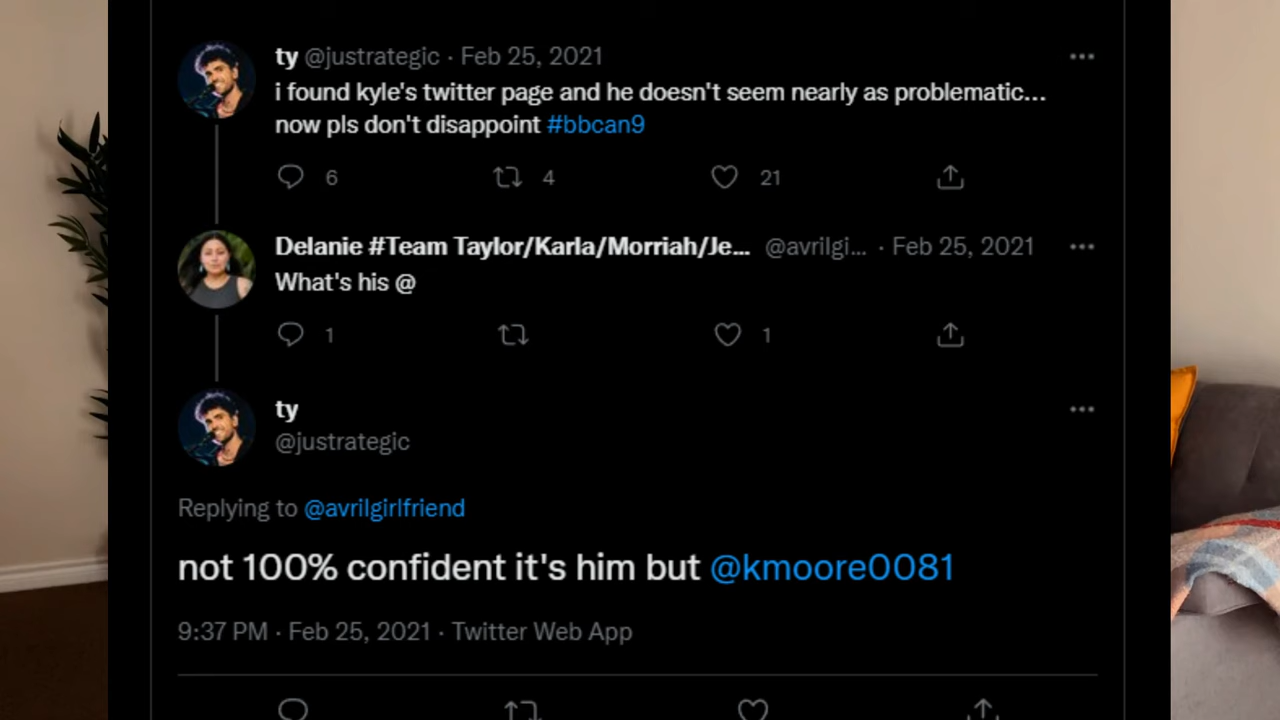 ty @justrategic · Feb 25, 2021
i found kyle's twitter page and he doesn't seem nearly as problematic...
now pls don't disappoint #bbcan9
6 4 21
Delanie #Team Taylor/Karla/Morriah/Je... @avrilgi... · Feb 25, 2021
What's his @
1 1
ty
@justrategic
Replying to @avrilgirlfriend
not 100% confident it's him but @kmoore0081
9:37 PM · Feb 25, 2021 · Twitter Web App